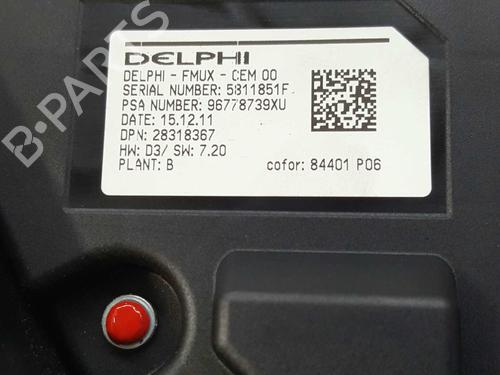 DELPHI
DELPHI - FMUX - CEM 00
SERIAL NUMBER: 5311851F
PSA NUMBER: 96778739XU
DATE: 15.12.11
DPN: 28318367
HW: D3/ SW: 7.20
PLANT: B cofor: 84401 P06
B-PARTS